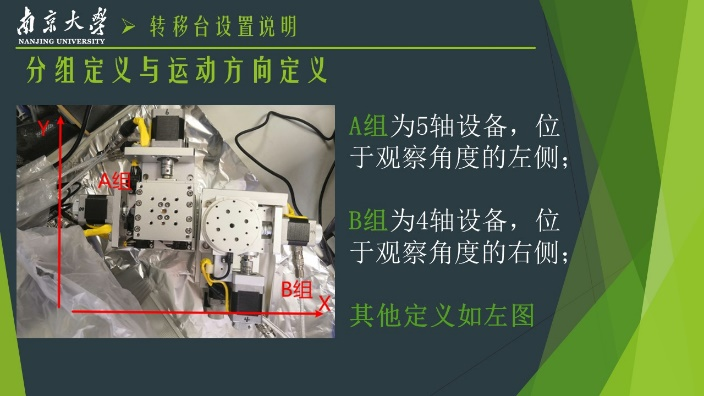 南京大学
NANJING UNIVERSITY
转移台设置说明
分组定义与运动方向定义
Y
A组
B组
X
A组为5轴设备，位
于观察角度的左侧；
B组为4轴设备，位
于观察角度的右侧；
其他定义如左图